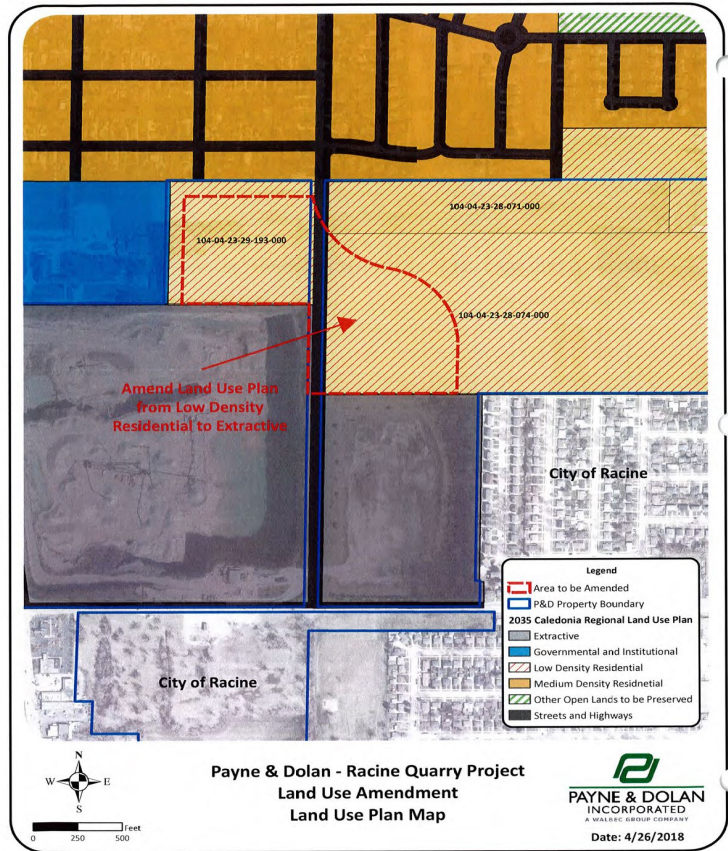 104-04-23-28-071-000
104-04-23-29-193-000
104-04-23-28-074-000
Amend Land Use Plan
from Low Density
Residential to Extractive
City of Racine
City of Racine
Legend
Area to be Amended
P&D Property Boundary
2035 Caledonia Regional Land Use Plan
Extractive
Governmental and Institutional
Low Density Residential
Medium Density Residnetial
Other Open Lands to be Preserved
Streets and Highways
N
W E
S
Feet
0 250 500
Payne & Dolan - Racine Quarry Project
Land Use Amendment
Land Use Plan Map
PAYNE & DOLAN
INCORPORATED
A WALBEC GROUP COMPANY
Date: 4/26/2018